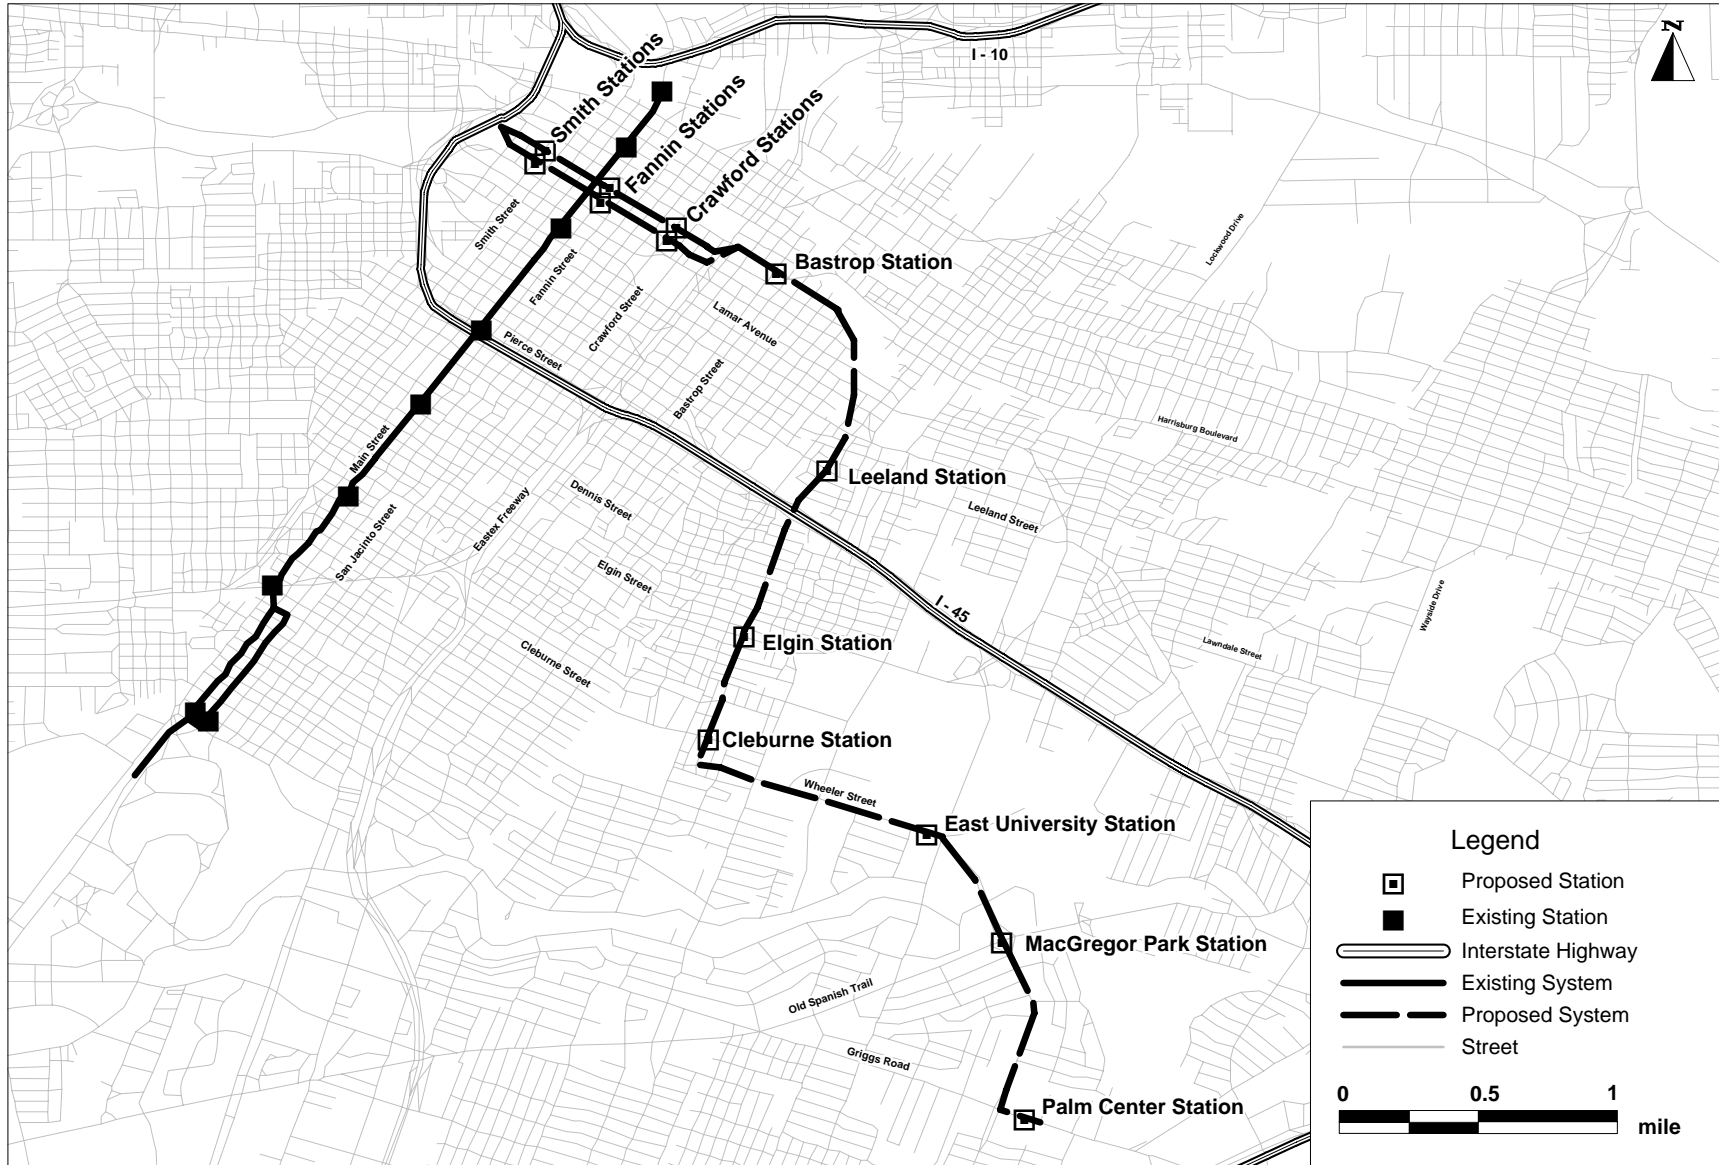 N
I - 10
Smith Stations
Fannin Stations
Crawford Stations
Smith Street
Lockwood Drive
Bastrop Station
Fannin Street
Crawford Street
Lamar Avenue
Pierce Street
Bastrop Street
Harrisburg Boulevard
Main Street
Leeland Station
Dennis Street
Eastex Freeway
San Jacinto Street
Leeland Street
Elgin Street
I - 45
Wayside Drive
Elgin Station
Lawndale Street
Cleburne Street
Cleburne Station
Wheeler Street
East University Station
MacGregor Park Station
Old Spanish Trail
Griggs Road
Palm Center Station
Legend
Proposed Station
Existing Station
Interstate Highway
Existing System
Proposed System
Street
0 0.5 1
mile